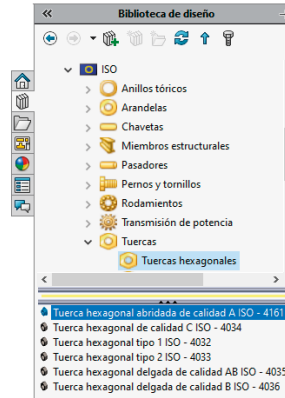 Biblioteca de diseño
ISO
Anillos tóricos
Arandelas
Chavetas
Miembros estructurales
Pasadores
Pernos y tornillos
Rodamientos
Transmisión de potencia
Tuercas
Tuercas hexagonales
Tuerca hexagonal abridada de calidad A ISO - 4161
Tuerca hexagonal de calidad C ISO - 4034
Tuerca hexagonal tipo 1 ISO - 4032
Tuerca hexagonal tipo 2 ISO - 4033
Tuerca hexagonal delgada de calidad AB ISO - 4035
Tuerca hexagonal delgada de calidad B ISO - 4036